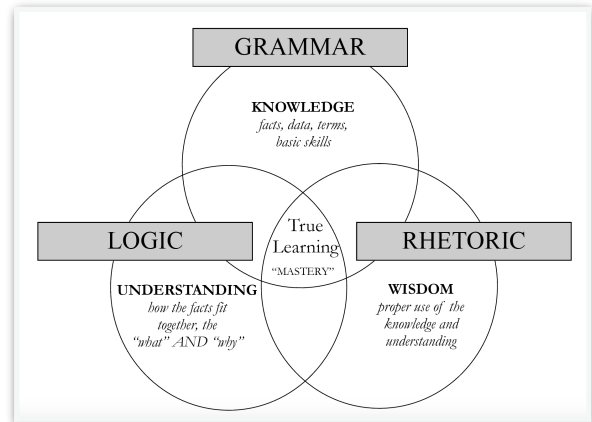 GRAMMAR
KNOWLEDGE
facts, data, terms,
basic skills
True
Learning
"MASTERY"
LOGIC
RHETORIC
UNDERSTANDING
how the facts fit
together, the
"what" AND "why"
WISDOM
proper use of the
knowledge and
understanding